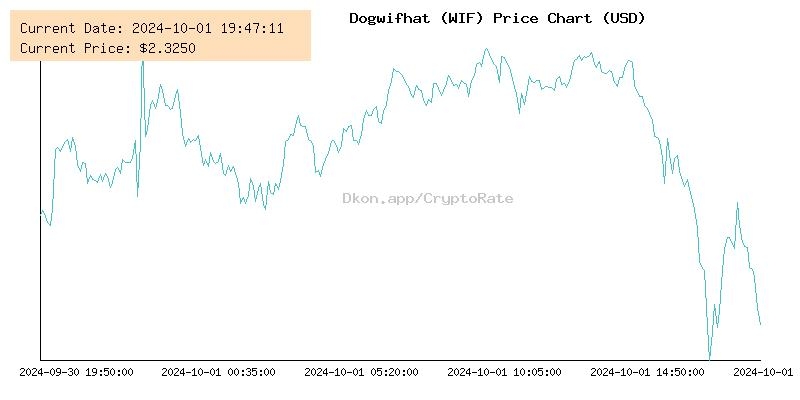 Dogwifhat (WIF) Price Chart (USD)
Current Date: 2024-10-01 19:47:11
Current Price: $2.3250
Dkon.app/CryptoRate
2024-09-30 19:50:00 2024-10-01 00:35:00 2024-10-01 05:20:00 2024-10-01 10:05:00 2024-10-01 14:50:00 2024-10-01